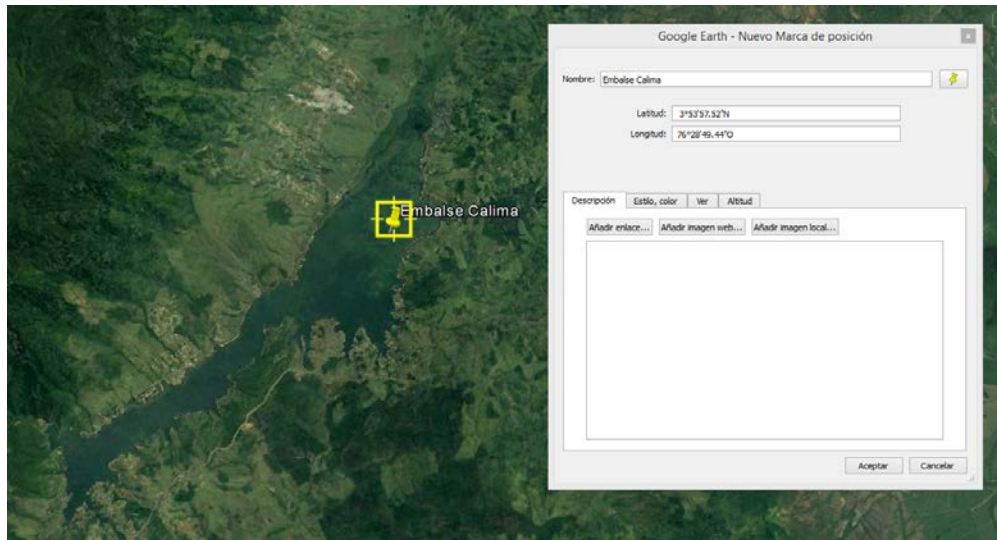 Google Earth - Nuevo Marca de posición
Nombre: Embalse Calima
Latitud: 3°53'57.52"N
Longitud: 76°28'49.44"O
Descripción Estilo, color Ver Altitud
Añadir enlace... Añadir imagen web... Añadir imagen local...
Aceptar Cancelar
Embalse Calima